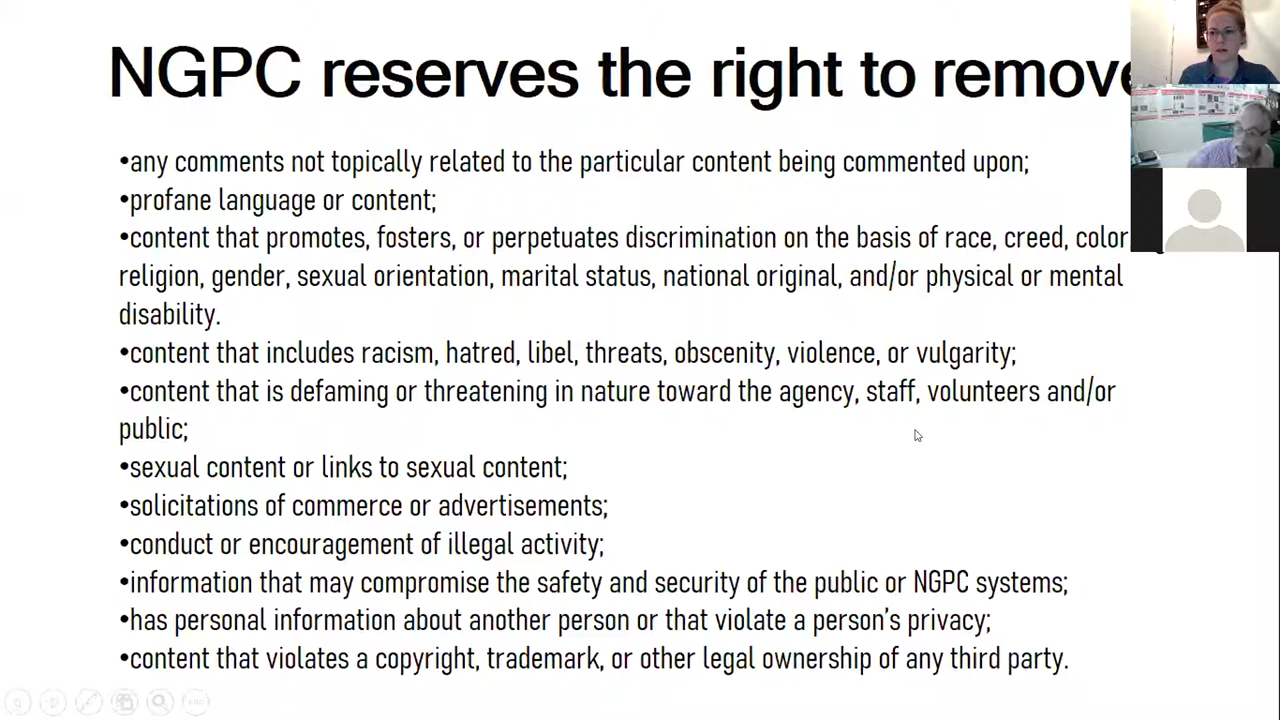 NGPC reserves the right to remove
•any comments not topically related to the particular content being commented upon;
•profane language or content;
•content that promotes, fosters, or perpetuates discrimination on the basis of race, creed, color
religion, gender, sexual orientation, marital status, national original, and/or physical or mental
disability.
•content that includes racism, hatred, libel, threats, obscenity, violence, or vulgarity;
•content that is defaming or threatening in nature toward the agency, staff, volunteers and/or
public;
•sexual content or links to sexual content;
•solicitations of commerce or advertisements;
•conduct or encouragement of illegal activity;
•information that may compromise the safety and security of the public or NGPC systems;
•has personal information about another person or that violate a person’s privacy;
•content that violates a copyright, trademark, or other legal ownership of any third party.